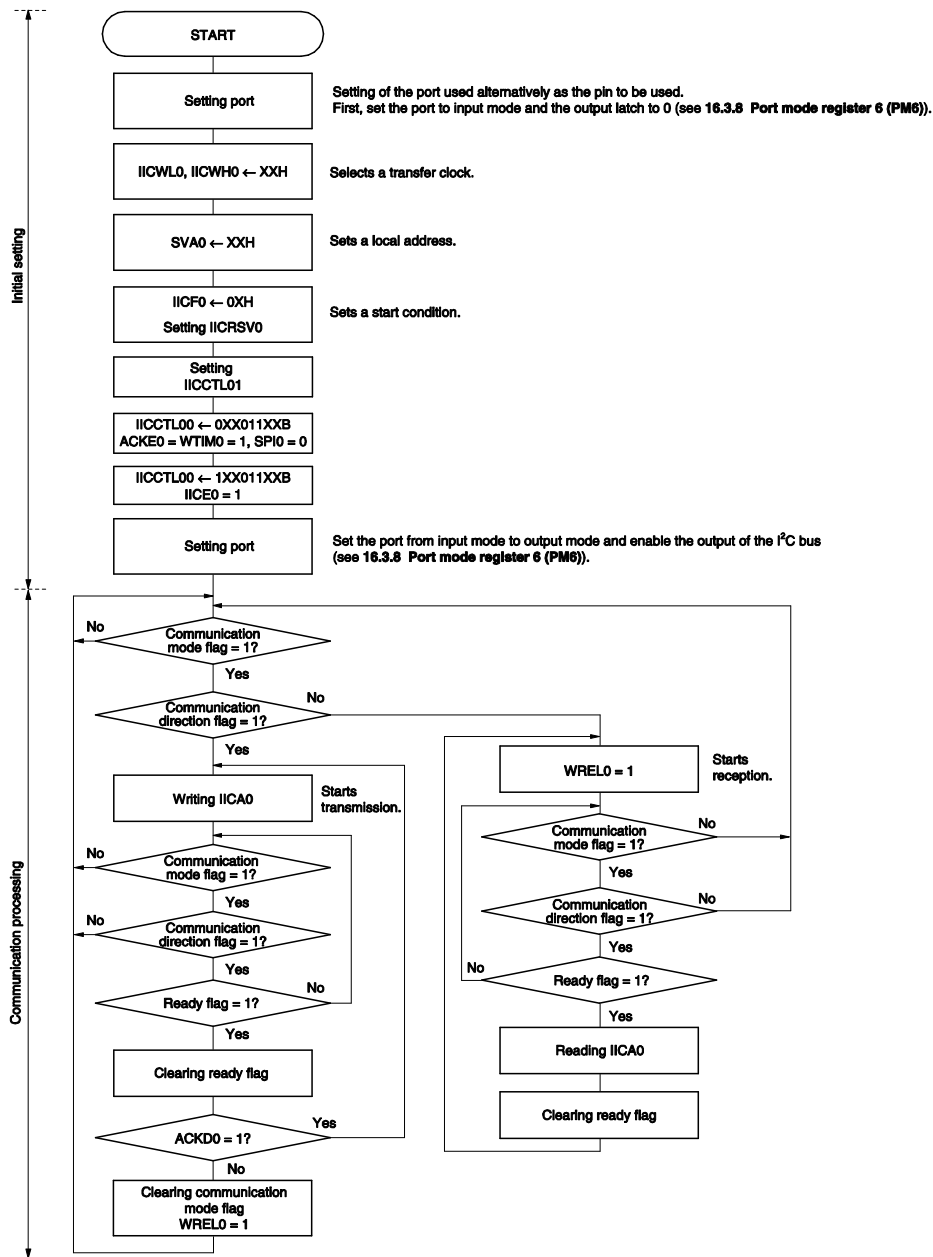 START
Setting port
Setting of the port used alternatively as the pin to be used.
First, set the port to input mode and the output latch to 0 (see 16.3.8 Port mode register 6 (PM6)).
IICWL0, IICWH0 ← XXH
Selects a transfer clock.
SVA0 ← XXH
Sets a local address.
IICF0 ← 0XH
Setting IICRSV0
Sets a start condition.
Setting
IICCTL01
IICCTL00 ← 0XX011XXB
ACKE0 = WTIM0 = 1, SPI0 = 0
IICCTL00 ← 1XX011XXB
IICE0 = 1
Setting port
Set the port from input mode to output mode and enable the output of the I²C bus
(see 16.3.8 Port mode register 6 (PM6)).
Initial setting
Communication processing
Communication
mode flag = 1?
No
Yes
Communication
direction flag = 1?
No
Yes
Writing IICA0
Starts
transmission.
Communication
mode flag = 1?
No
Yes
Communication
direction flag = 1?
No
Yes
Ready flag = 1?
No
Yes
Clearing ready flag
ACKD0 = 1?
Yes
No
Clearing communication
mode flag
WREL0 = 1
WREL0 = 1
Starts
reception.
Communication
mode flag = 1?
No
Yes
Communication
direction flag = 1?
No
Yes
Ready flag = 1?
No
Yes
Reading IICA0
Clearing ready flag